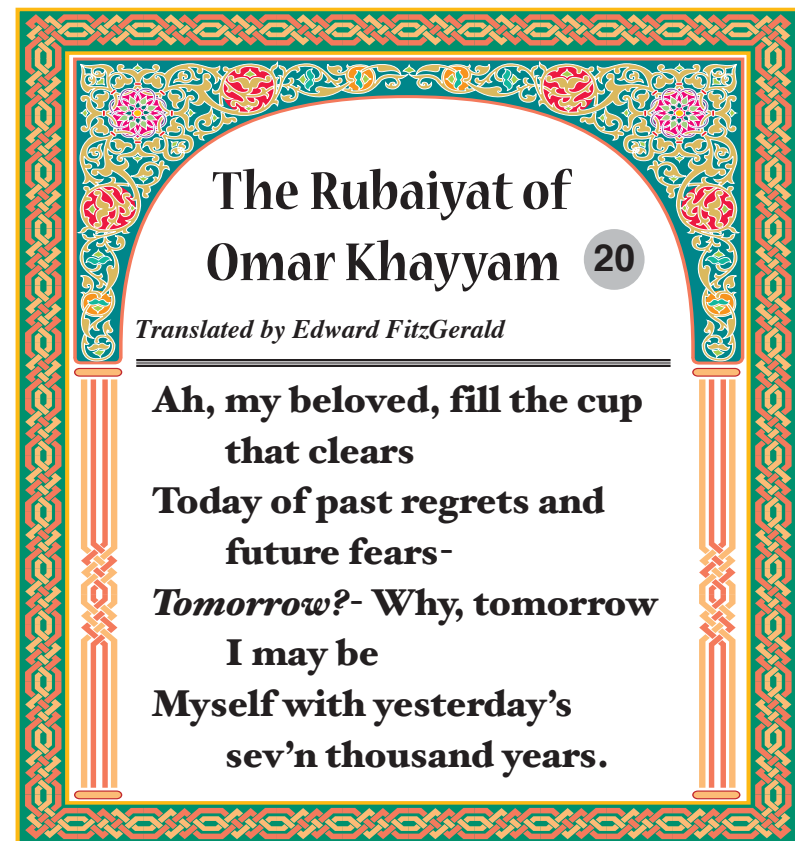 The Rubaiyat of
Omar Khayyam 20
Translated by Edward FitzGerald
Ah, my beloved, fill the cup
that clears
Today of past regrets and
future fears-
Tomorrow?- Why, tomorrow
I may be
Myself with yesterday’s
sev’n thousand years.